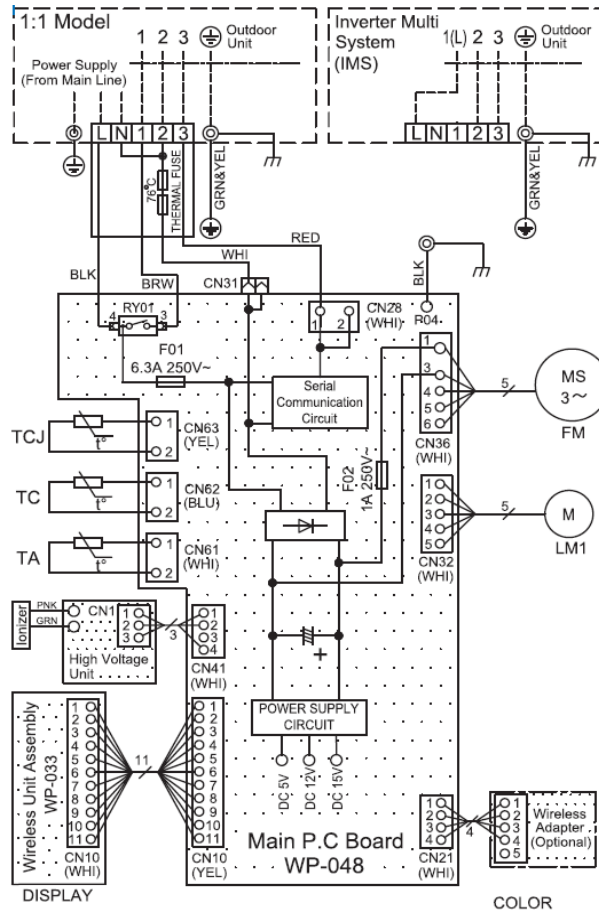 1:1 Model
1 2 3
Outdoor
Unit
Power Supply
(From Main Line)
L N 1 2 3
Inverter Multi
System
(IMS)
1(L) 2 3
Outdoor
Unit
L N 1 2 3
76°C
THERMAL FUSE
GRN&YEL
GRN&YEL
BLK
BRW
WHI
RED
BLK
CN31
RY01
4 3
F01
6.3A 250V~
1 2
CN28
(WHI)
R04
Serial
Communication
Circuit
1
3
4
5
6
CN36
(WHI)
5
MS
3~
FM
F02
1A 250V~
TCJ
t°
1
2
CN63
(YEL)
TC
t°
1
2
CN62
(BLU)
TA
t°
1
2
CN61
(WHI)
1
2
3
4
5
CN32
(WHI)
5
M
LM1
Ionizer
PNK
GRN
CN1
1
2
3
High Voltage
Unit
3
1
2
3
4
CN41
(WHI)
+
POWER SUPPLY
CIRCUIT
DC 5V
DC 12V
DC 15V
Wireless Unit Assembly
WP-033
1
2
3
4
5
6
7
8
9
10
11
CN10
(WHI)
DISPLAY
11
1
2
3
4
5
6
7
8
9
10
11
CN10
(YEL)
Main P.C Board
WP-048
1
2
3
4
CN21
(WHI)
4
1
2
3
4
5
Wireless
Adapter
(Optional)
COLOR